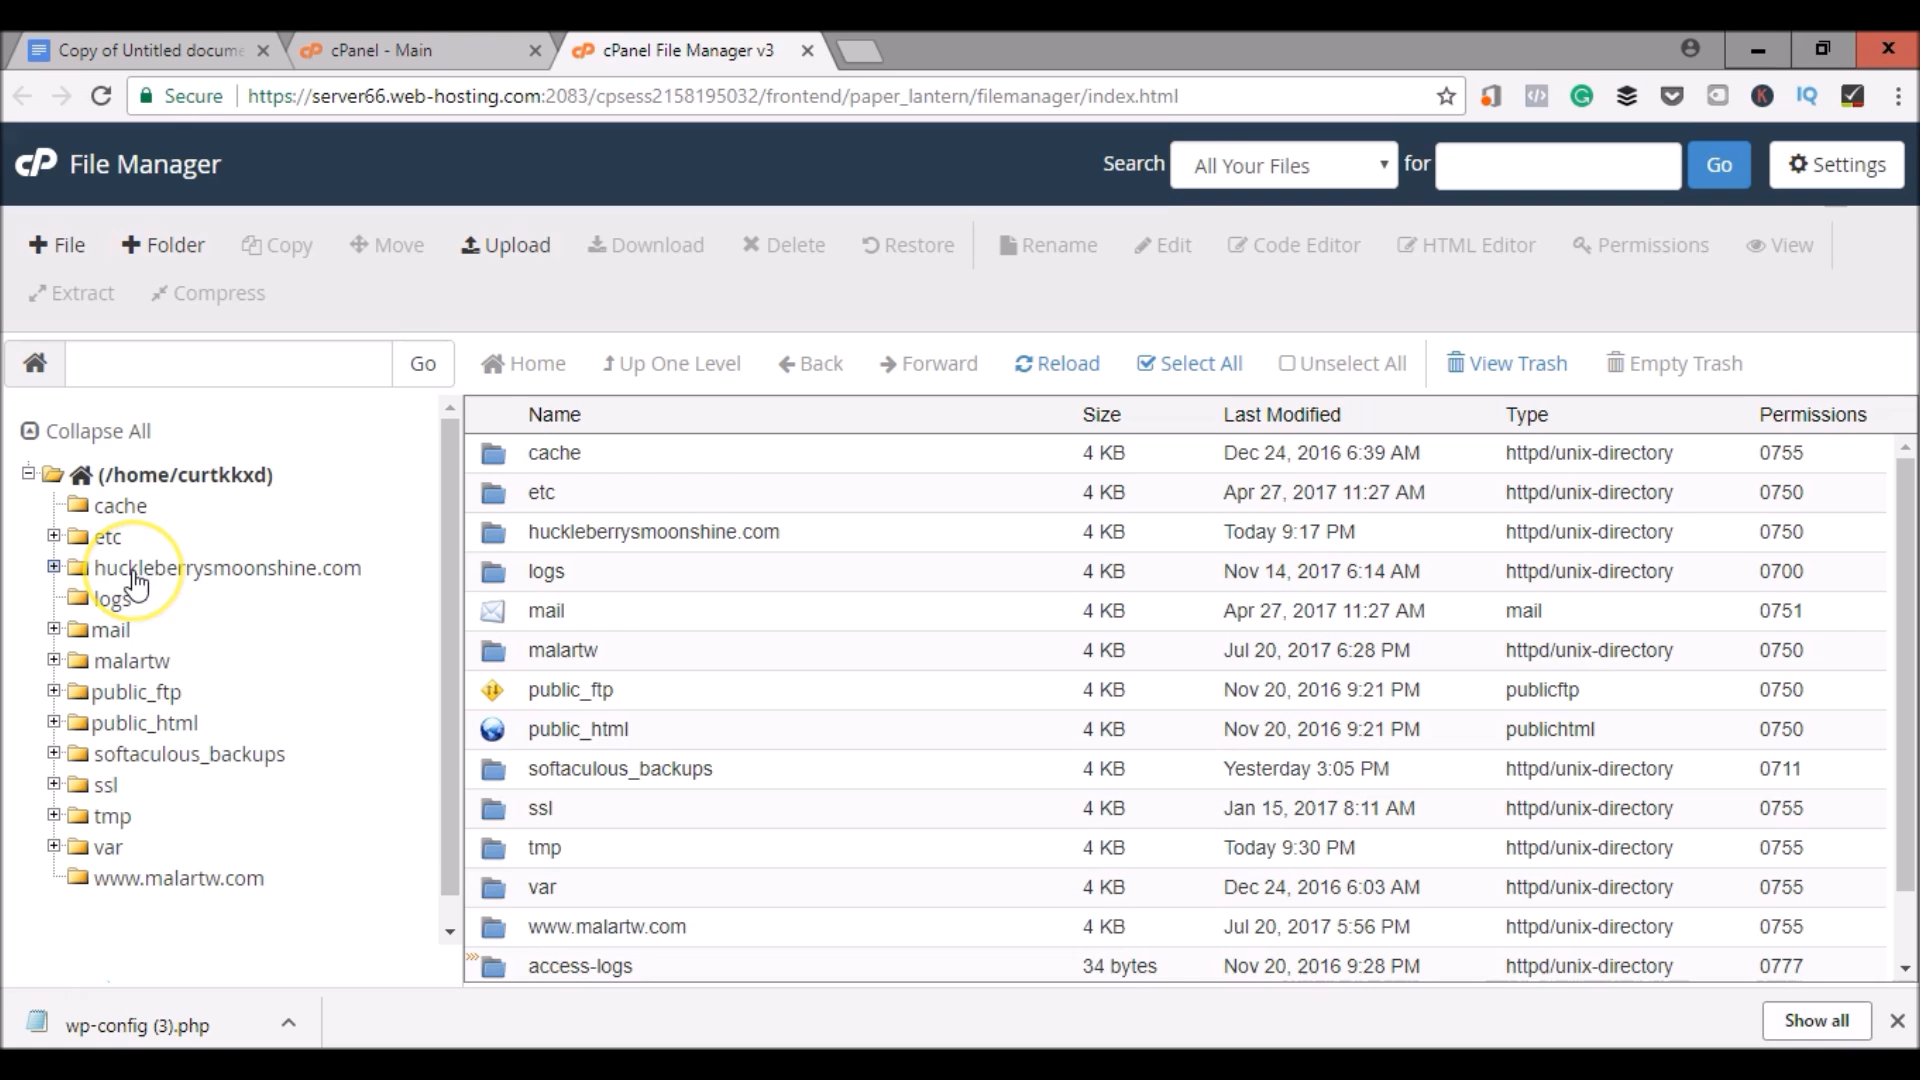 Copy of Untitled docume
cPanel - Main
cPanel File Manager v3
Secure
https://server66.web-hosting.com:2083/cpsess2158195032/frontend/paper_lantern/filemanager/index.html
cP File Manager
Search All Your Files for Go Settings
File Folder Copy Move Upload Download Delete Restore Rename Edit Code Editor HTML Editor Permissions View
Extract Compress
Go Home Up One Level Back Forward Reload Select All Unselect All View Trash Empty Trash
Collapse All
(/home/curtkkxd)
cache
etc
huckleberrysmoonshine.com
logs
mail
malartw
public_ftp
public_html
softaculous_backups
ssl
tmp
var
www.malartw.com
Name Size Last Modified Type Permissions
cache 4 KB Dec 24, 2016 6:39 AM httpd/unix-directory 0755
etc 4 KB Apr 27, 2017 11:27 AM httpd/unix-directory 0750
huckleberrysmoonshine.com 4 KB Today 9:17 PM httpd/unix-directory 0750
logs 4 KB Nov 14, 2017 6:14 AM httpd/unix-directory 0700
mail 4 KB Apr 27, 2017 11:27 AM mail 0751
malartw 4 KB Jul 20, 2017 6:28 PM httpd/unix-directory 0750
public_ftp 4 KB Nov 20, 2016 9:21 PM publicftp 0750
public_html 4 KB Nov 20, 2016 9:21 PM publichtml 0750
softaculous_backups 4 KB Yesterday 3:05 PM httpd/unix-directory 0711
ssl 4 KB Jan 15, 2017 8:11 AM httpd/unix-directory 0755
tmp 4 KB Today 9:30 PM httpd/unix-directory 0755
var 4 KB Dec 24, 2016 6:03 AM httpd/unix-directory 0755
www.malartw.com 4 KB Jul 20, 2017 5:56 PM httpd/unix-directory 0755
access-logs 34 bytes Nov 20, 2016 9:28 PM httpd/unix-directory 0777
wp-config (3).php
Show all